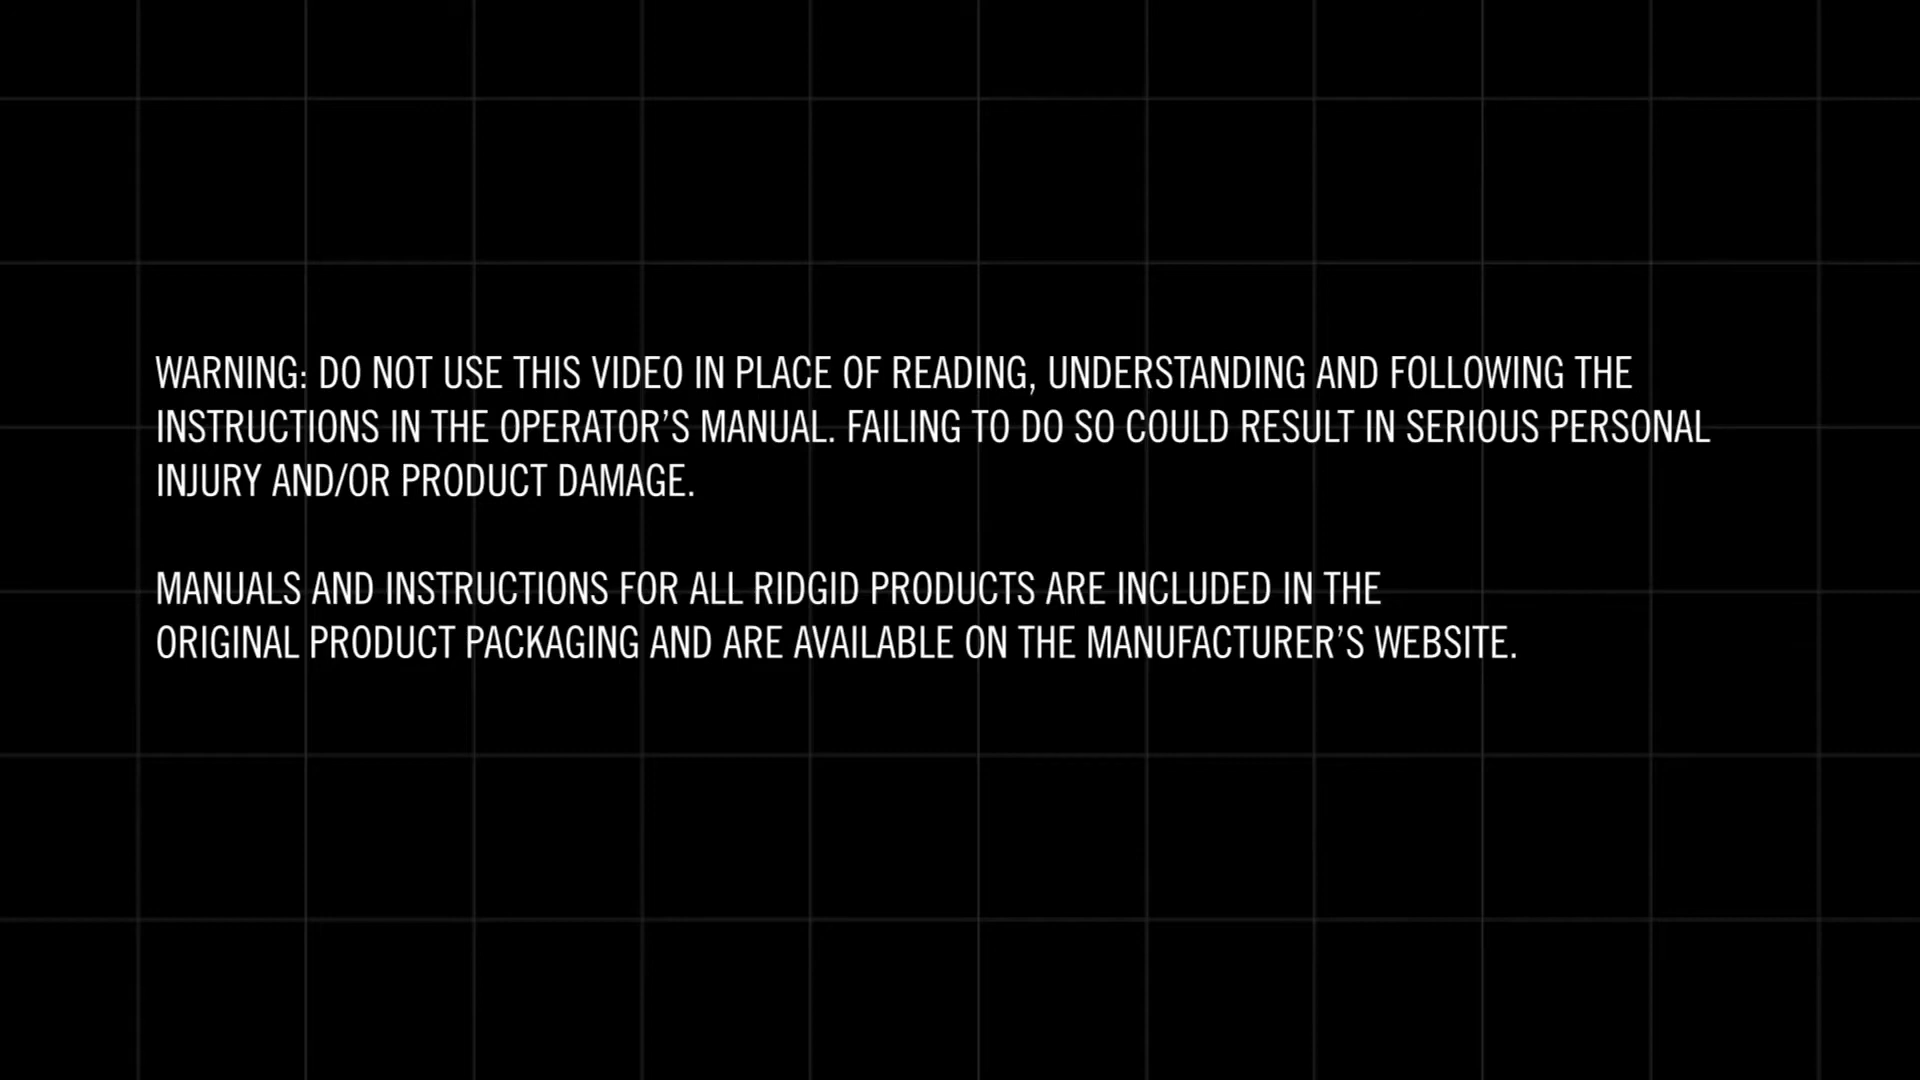 WARNING: DO NOT USE THIS VIDEO IN PLACE OF READING, UNDERSTANDING AND FOLLOWING THE
INSTRUCTIONS IN THE OPERATOR’S MANUAL. FAILING TO DO SO COULD RESULT IN SERIOUS PERSONAL
INJURY AND/OR PRODUCT DAMAGE.
MANUALS AND INSTRUCTIONS FOR ALL RIDGID PRODUCTS ARE INCLUDED IN THE
ORIGINAL PRODUCT PACKAGING AND ARE AVAILABLE ON THE MANUFACTURER’S WEBSITE.